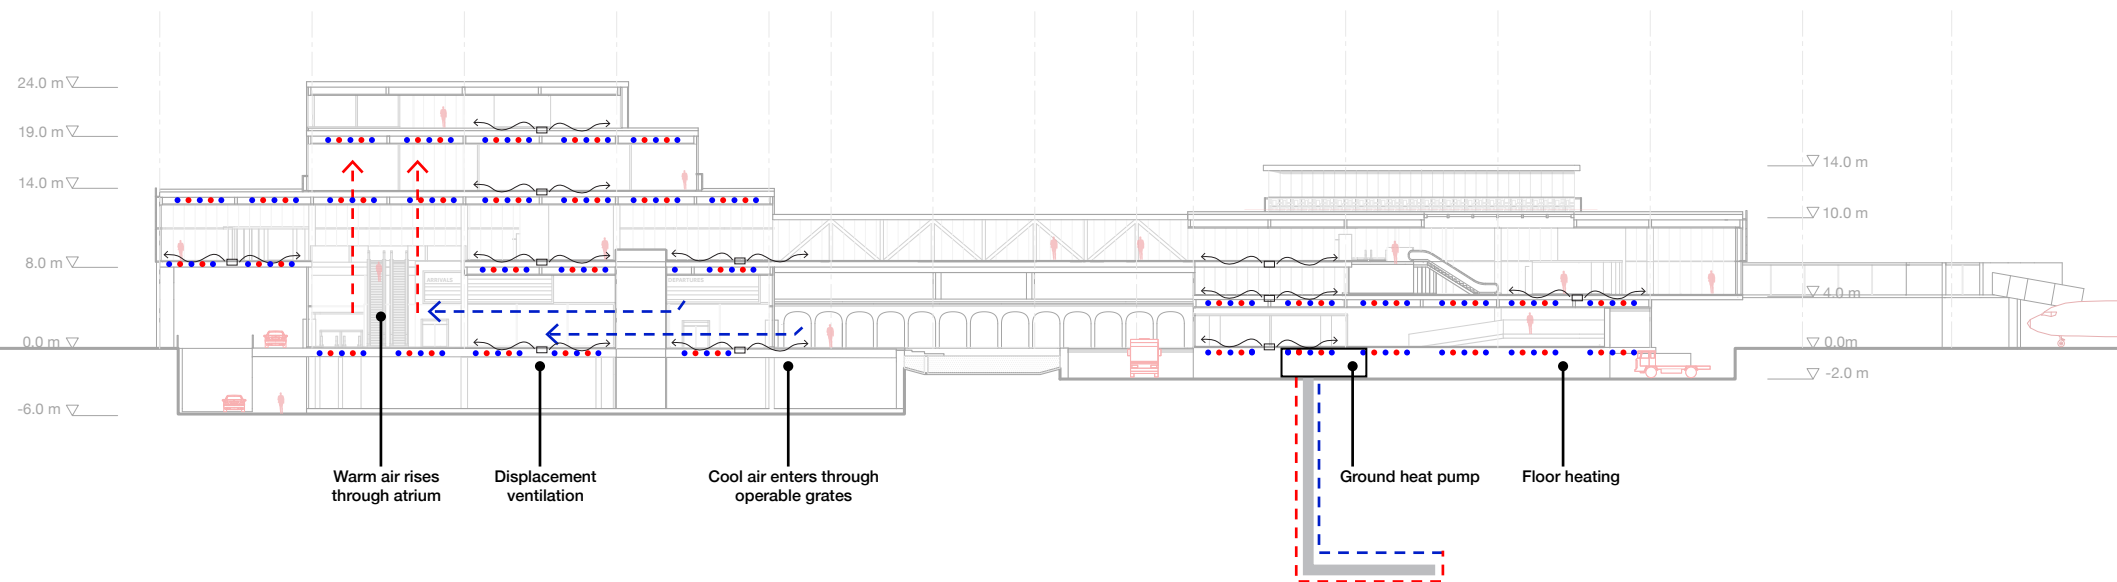 24.0 m
19.0 m
14.0 m
8.0 m
0.0 m
-6.0 m
14.0 m
10.0 m
4.0 m
0.0m
-2.0 m
ARRIVALS
DEPARTURES
Warm air rises
through atrium
Displacement
ventilation
Cool air enters through
operable grates
Ground heat pump
Floor heating